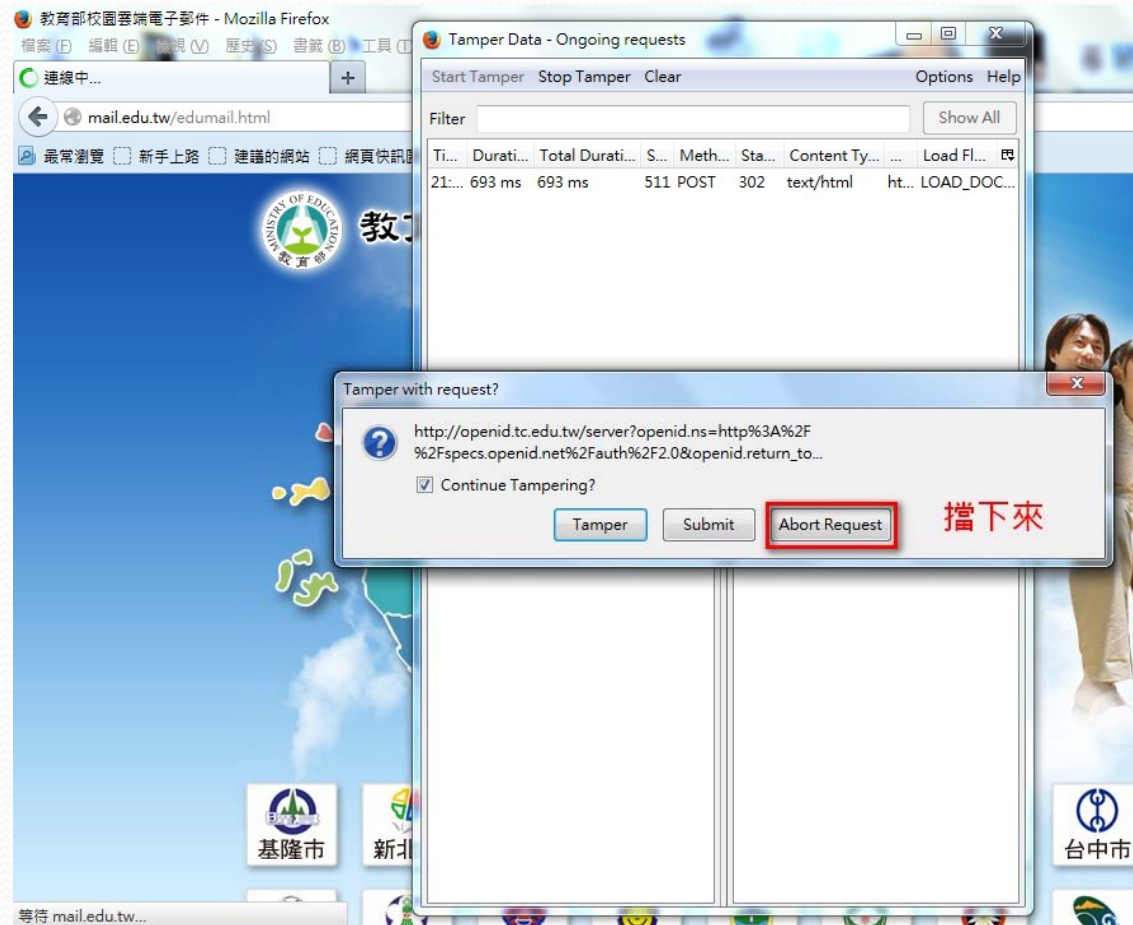 教育部校園雲端電子郵件 - Mozilla Firefox
檔案(F) 編輯(E) 檢視(V) 歷史(S) 書籤(B) 工具(T
連線中...
+
mail.edu.tw/edumail.html
最常瀏覽 新手上路 建議的網站 網頁快訊
MINISTRY OF EDUCATION
教育部
教
Tamper Data - Ongoing requests
Start Tamper Stop Tamper Clear Options Help
Filter Show All
Ti... Durati... Total Durati... S... Meth... Sta... Content Ty... ... Load Fl...
21:... 693 ms 693 ms 511 POST 302 text/html ht... LOAD_DOC...
Tamper with request?
http://openid.tc.edu.tw/server?openid.ns=http%3A%2F
%2Fspecs.openid.net%2Fauth%2F2.0&openid.return_to...
Continue Tampering?
Tamper Submit Abort Request 擋下來
基隆市 新北 台中市
等待 mail.edu.tw...